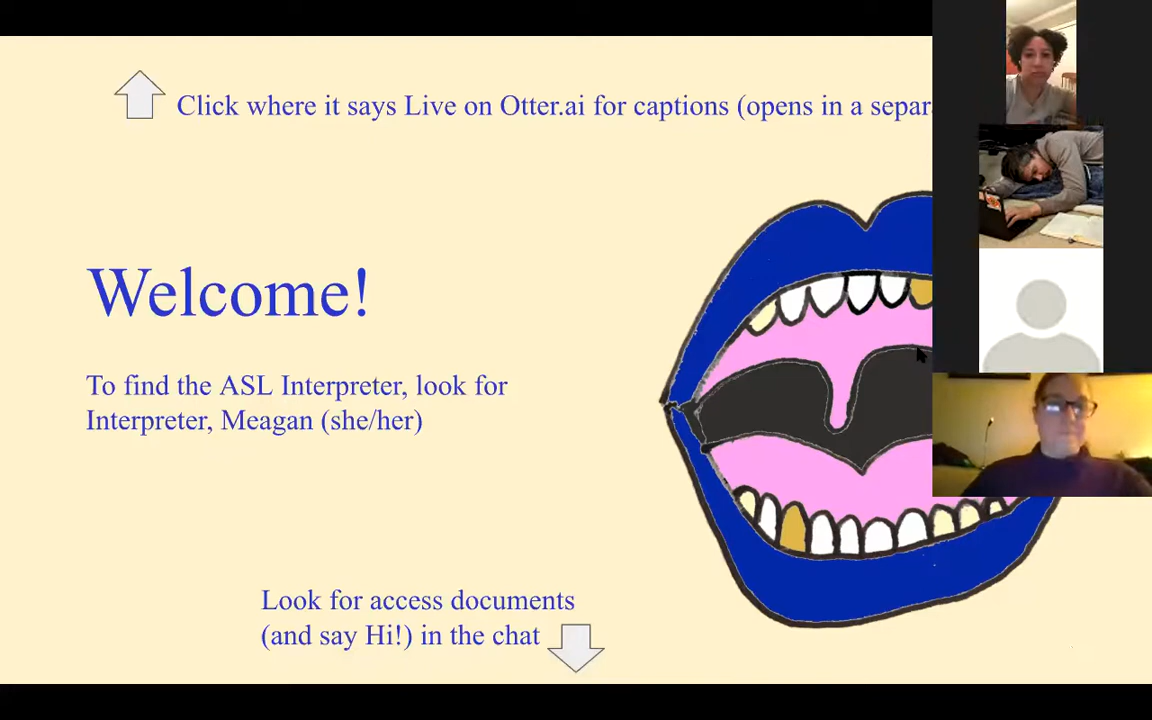 Click where it says Live on Otter.ai for captions (opens in a
Welcome!
To find the ASL Interpreter, look for
Interpreter, Meagan (she/her)
Look for access documents
(and say Hi!) in the chat